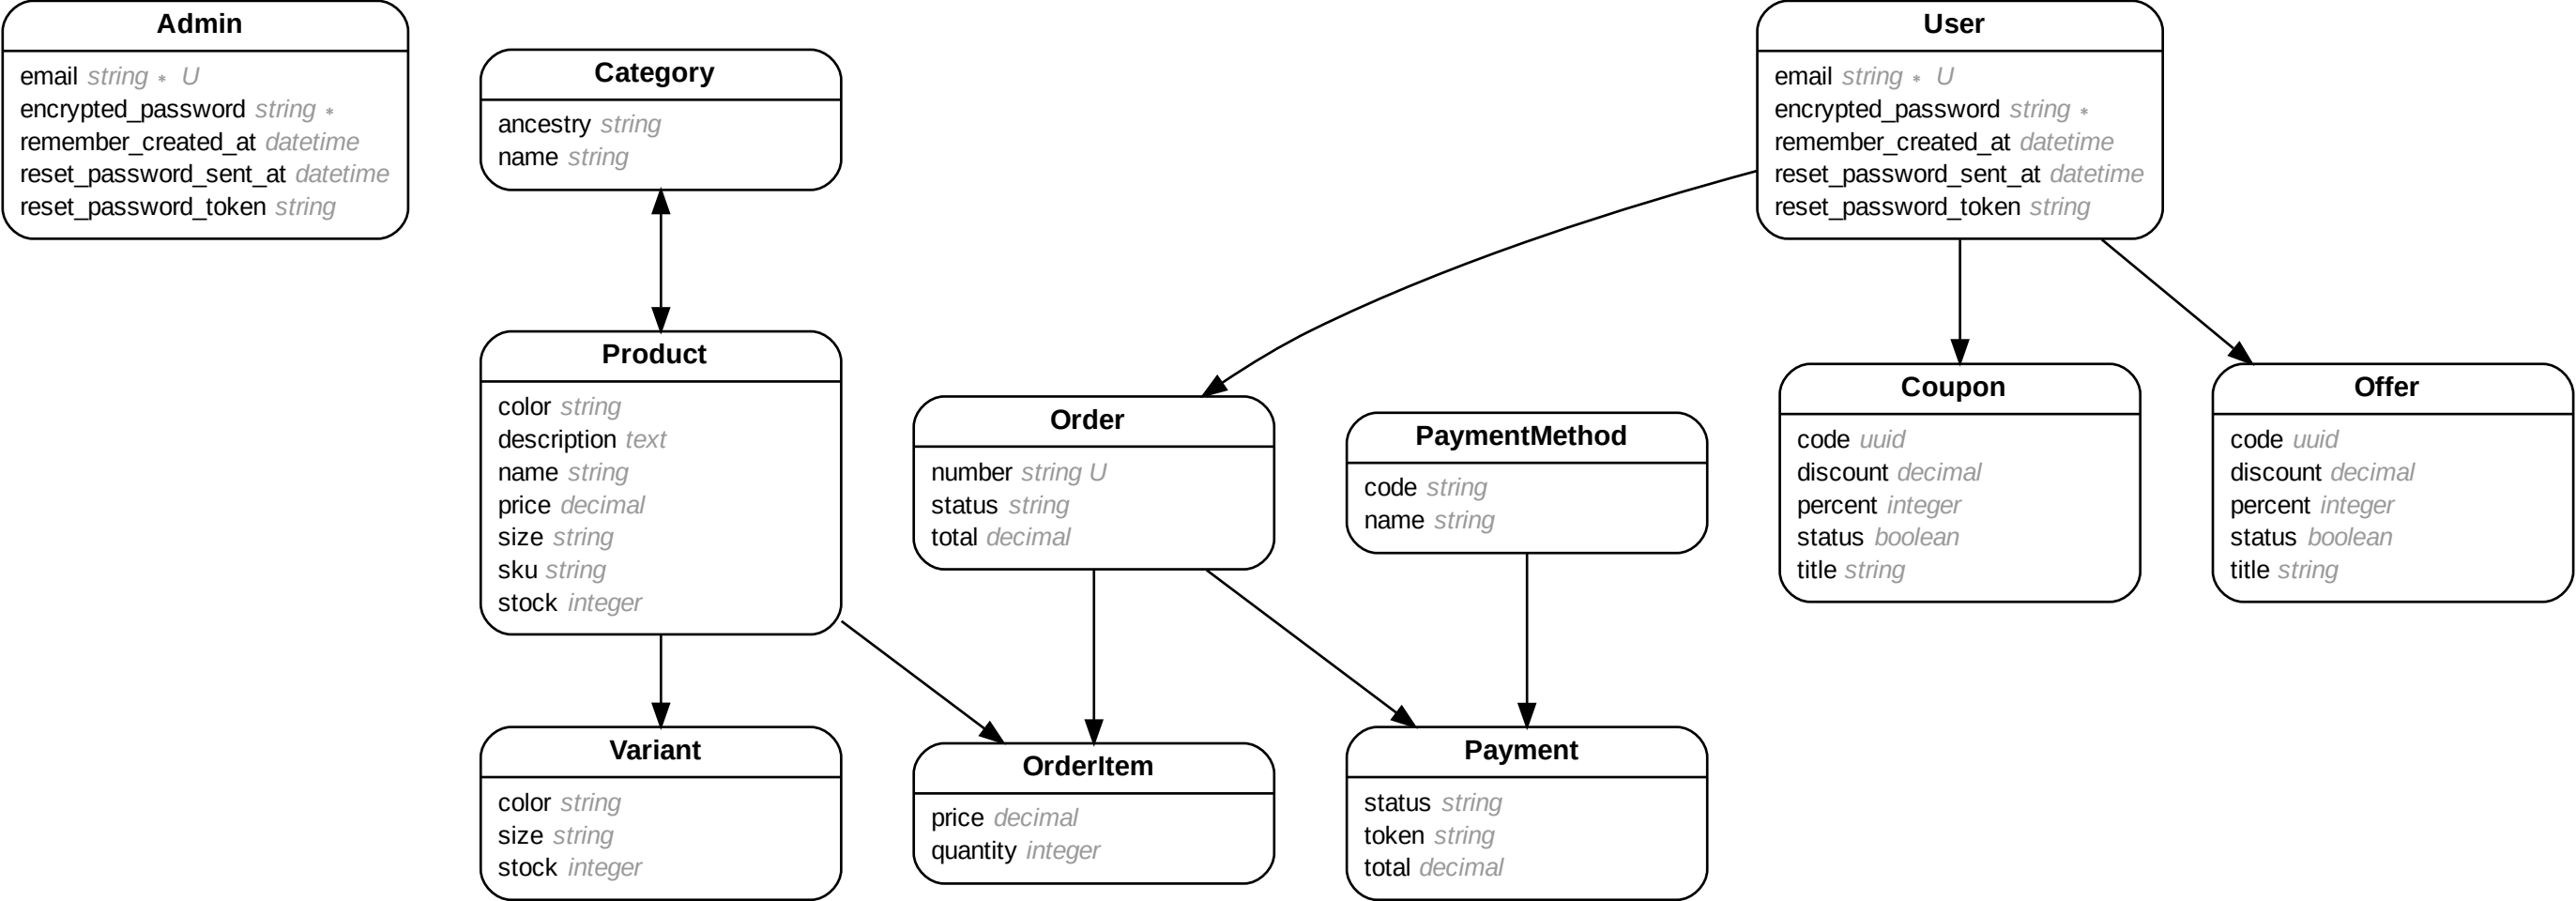 Admin
email string * U
encrypted_password string *
remember_created_at datetime
reset_password_sent_at datetime
reset_password_token string
Category
ancestry string
name string
User
email string * U
encrypted_password string *
remember_created_at datetime
reset_password_sent_at datetime
reset_password_token string
Product
color string
description text
name string
price decimal
size string
sku string
stock integer
Order
number string U
status string
total decimal
PaymentMethod
code string
name string
Coupon
code uuid
discount decimal
percent integer
status boolean
title string
Offer
code uuid
discount decimal
percent integer
status boolean
title string
Variant
color string
size string
stock integer
OrderItem
price decimal
quantity integer
Payment
status string
token string
total decimal